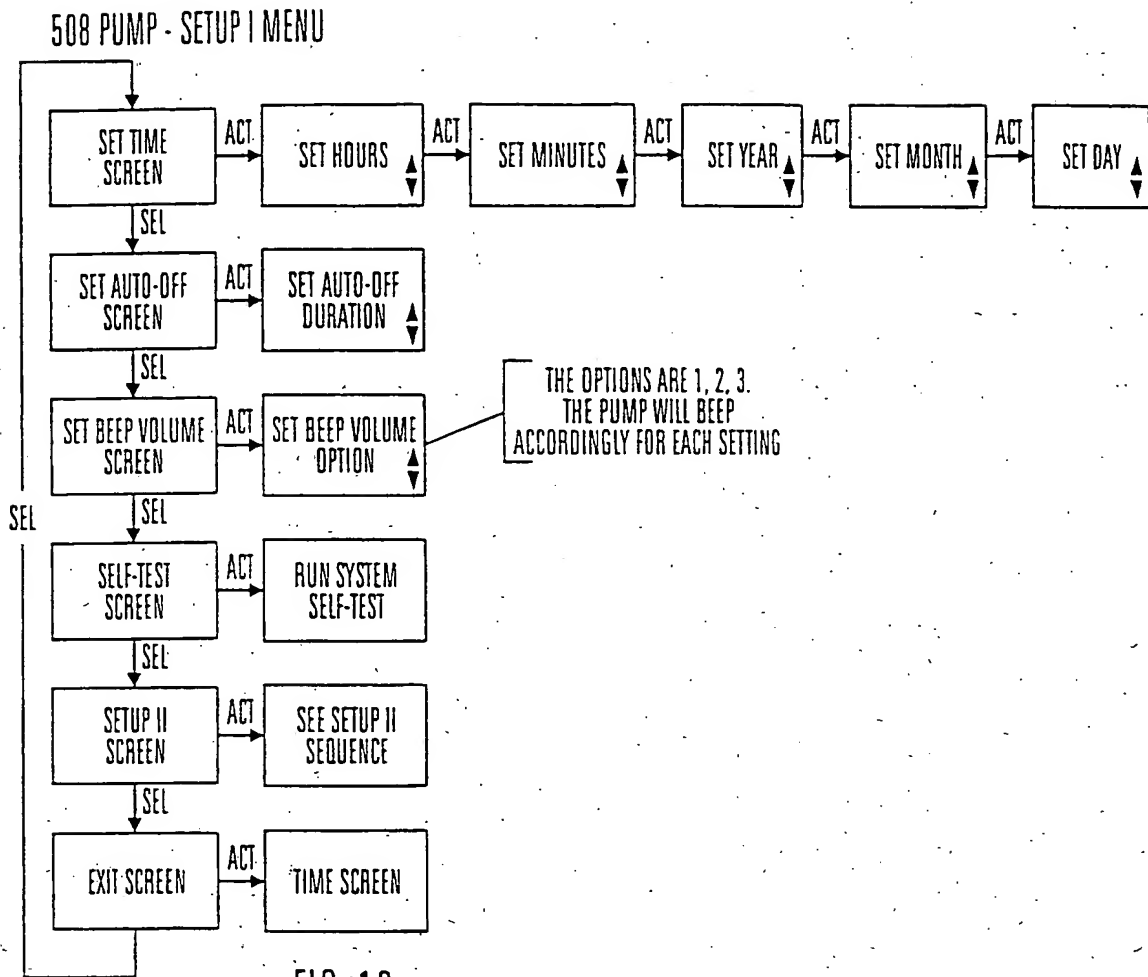 508 PUMP - SETUP I MENU
SET TIME
SCREEN
ACT
SET HOURS
ACT
SET MINUTES
ACT
SET YEAR
ACT
SET MONTH
ACT
SET DAY
SEL
SET AUTO-OFF
SCREEN
ACT
SET AUTO-OFF
DURATION
SEL
SET BEEP VOLUME
SCREEN
ACT
SET BEEP VOLUME
OPTION
THE OPTIONS ARE 1, 2, 3.
THE PUMP WILL BEEP
ACCORDINGLY FOR EACH SETTING
SEL
SEL
SELF-TEST
SCREEN
ACT
RUN SYSTEM
SELF-TEST
SEL
SETUP II
SCREEN
ACT
SEE SETUP II
SEQUENCE
SEL
EXIT SCREEN
ACT
TIME SCREEN